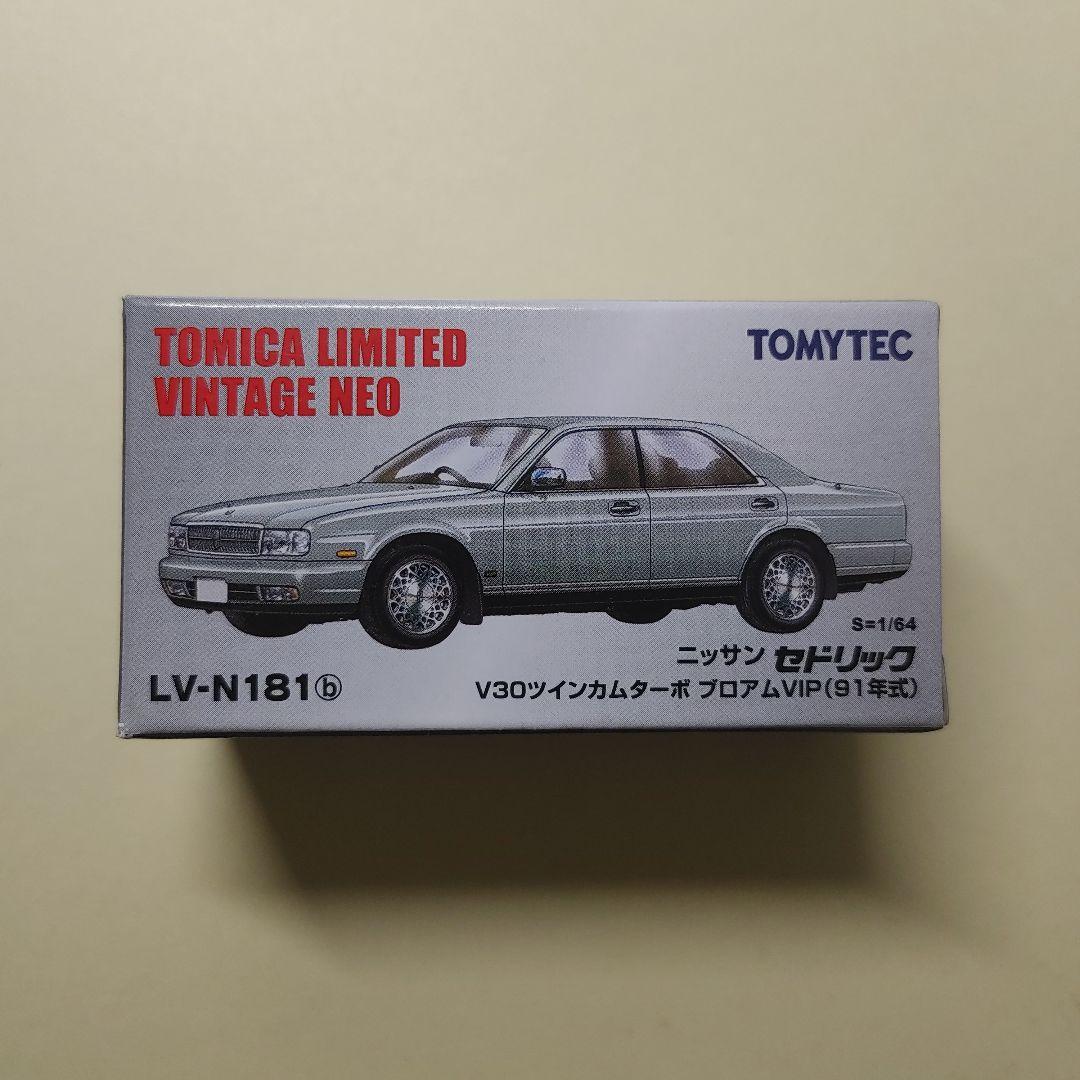 TOMICA LIMITED
VINTAGE NEO
TOMYTEC
S=1/64
ニッサン セドリック
LV-N181ⓑ
V30ツインカムターボ ブロアムVIP(91年式)